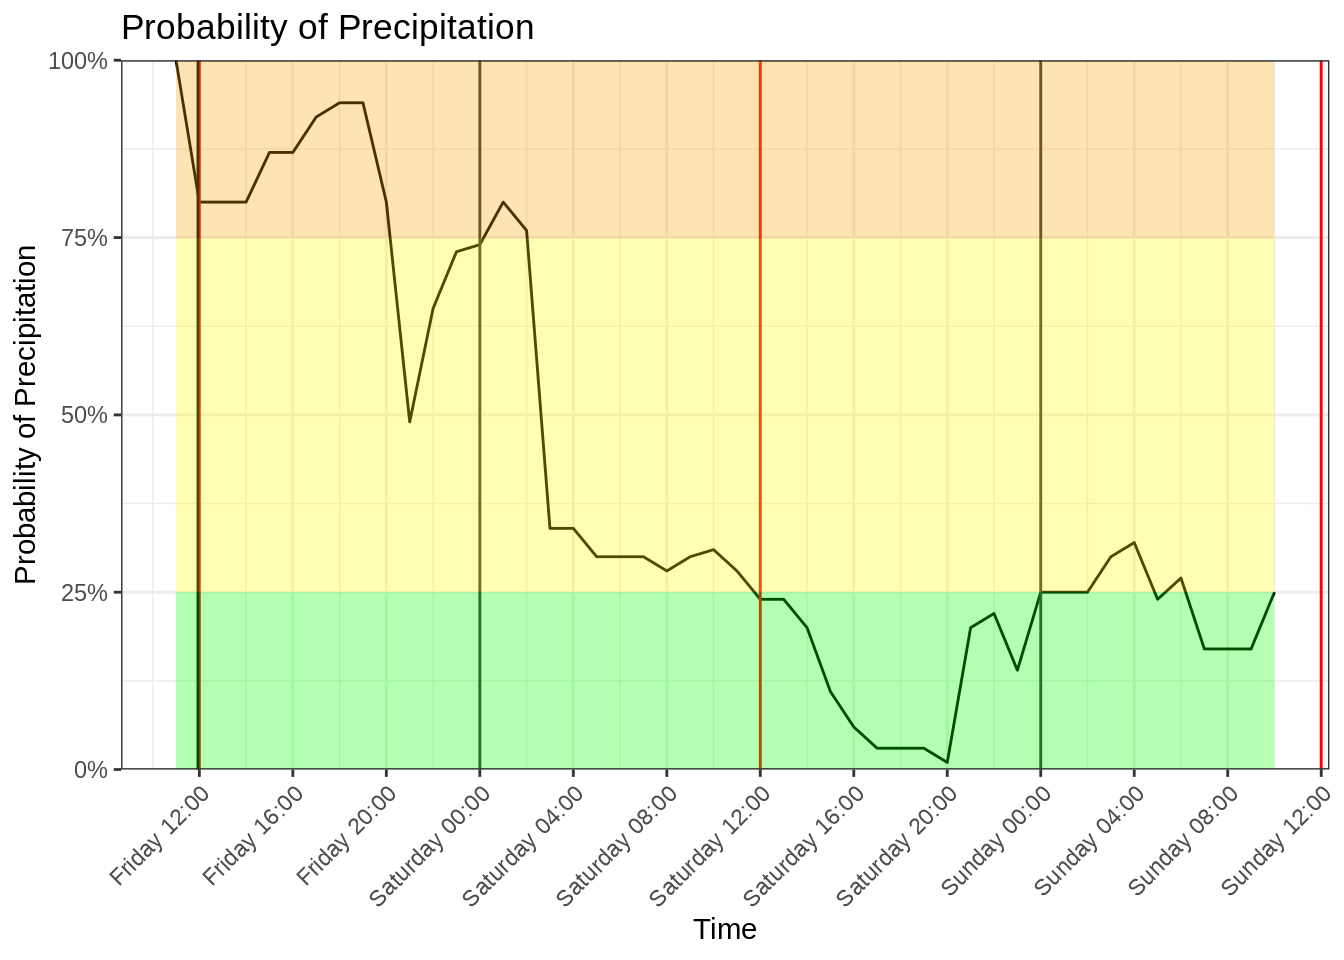 Probability of Precipitation
100%
75%
50%
25%
0%
Probability of Precipitation
Friday 12:00
Friday 16:00
Friday 20:00
Saturday 00:00
Saturday 04:00
Saturday 08:00
Saturday 12:00
Saturday 16:00
Saturday 20:00
Sunday 00:00
Sunday 04:00
Sunday 08:00
Sunday 12:00
Time